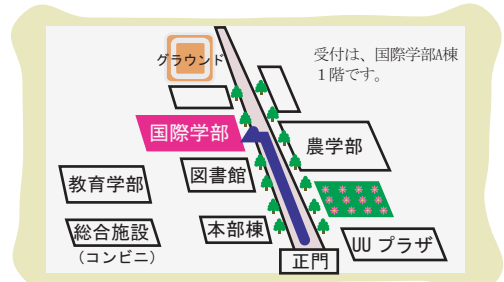 グラウンド
受付は、国際学部A棟
１階です。
国際学部
農学部
図書館
教育学部
総合施設
（コンビニ）
本部棟
UU プラザ
正門